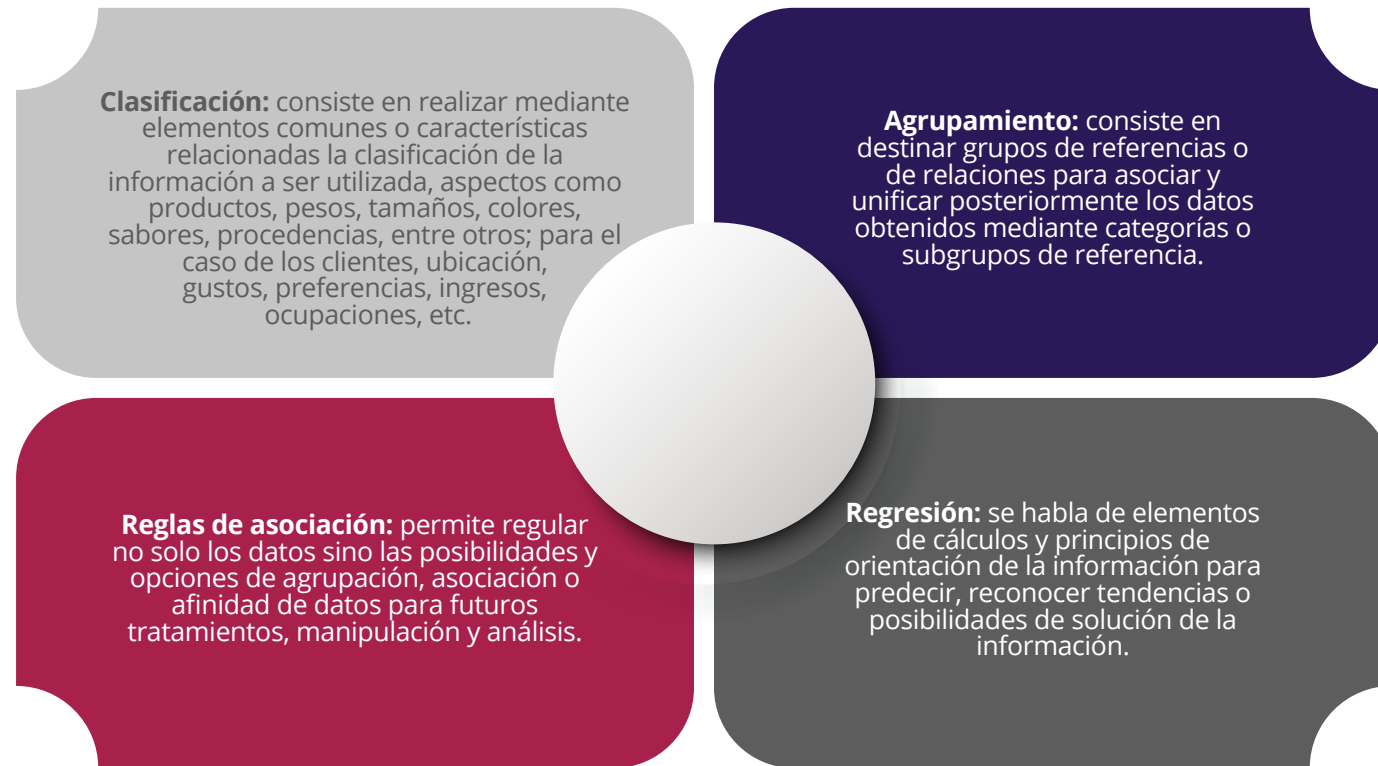 Clasificación: consiste en realizar mediante
elementos comunes o características
relacionadas la clasificación de la
información a ser utilizada, aspectos como
productos, pesos, tamaños, colores,
sabores, procedencias, entre otros; para el
caso de los clientes, ubicación,
gustos, preferencias, ingresos,
ocupaciones, etc.
Agrupamiento: consiste en
destinar grupos de referencias o
de relaciones para asociar y
unificar posteriormente los datos
obtenidos mediante categorías o
subgrupos de referencia.
Reglas de asociación: permite regular
no solo los datos sino las posibilidades y
opciones de agrupación, asociación o
afinidad de datos para futuros
tratamientos, manipulación y análisis.
Regresión: se habla de elementos
de cálculos y principios de
orientación de la información para
predecir, reconocer tendencias o
posibilidades de solución de la
información.